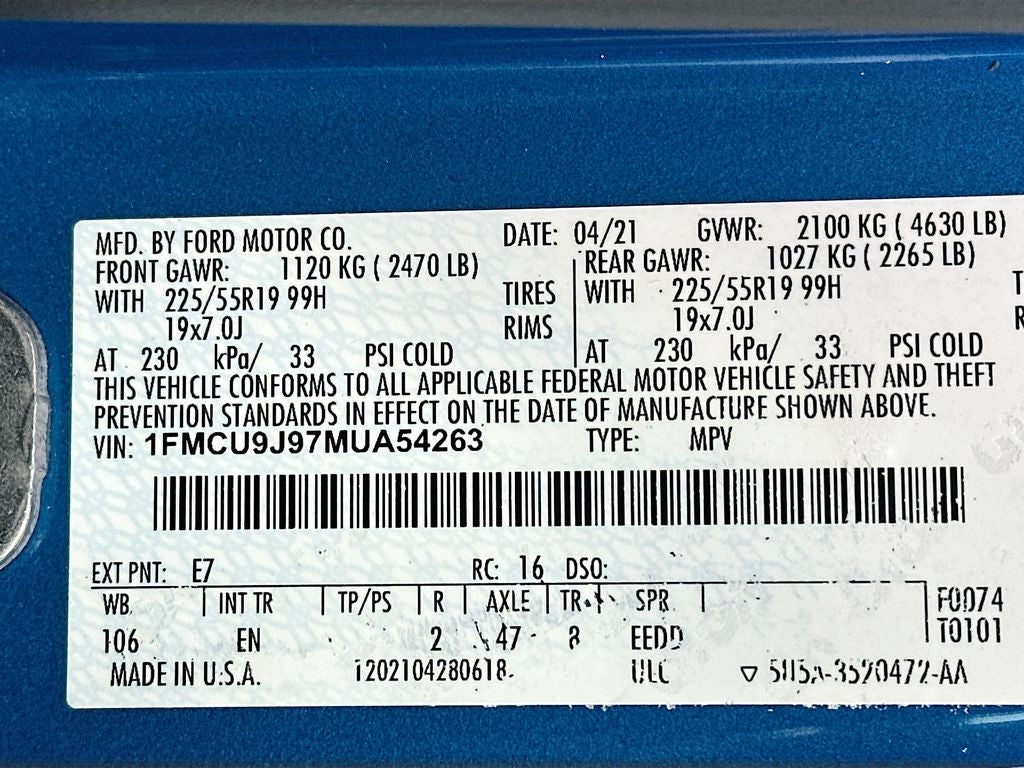 MFD. BY FORD MOTOR CO. DATE: 04/21 GVWR: 2100 KG ( 4630 LB)
FRONT GAWR: 1120 KG ( 2470 LB) REAR GAWR: 1027 KG ( 2265 LB)
WITH 225/55R19 99H TIRES WITH 225/55R19 99H
19x7.0J RIMS 19x7.0J
AT 230 kPa/ 33 PSI COLD AT 230 kPa/ 33 PSI COLD
THIS VEHICLE CONFORMS TO ALL APPLICABLE FEDERAL MOTOR VEHICLE SAFETY AND THEFT
PREVENTION STANDARDS IN EFFECT ON THE DATE OF MANUFACTURE SHOWN ABOVE.
VIN: 1FMCU9J97MUA54263 TYPE: MPV
EXT PNT: E7 RC: 16 DSO:
WB INT TR TP/PS R AXLE TR SPR F0074
106 EN 2 47 8 EEDD T0101
MADE IN U.S.A. 1202104280618 ULC